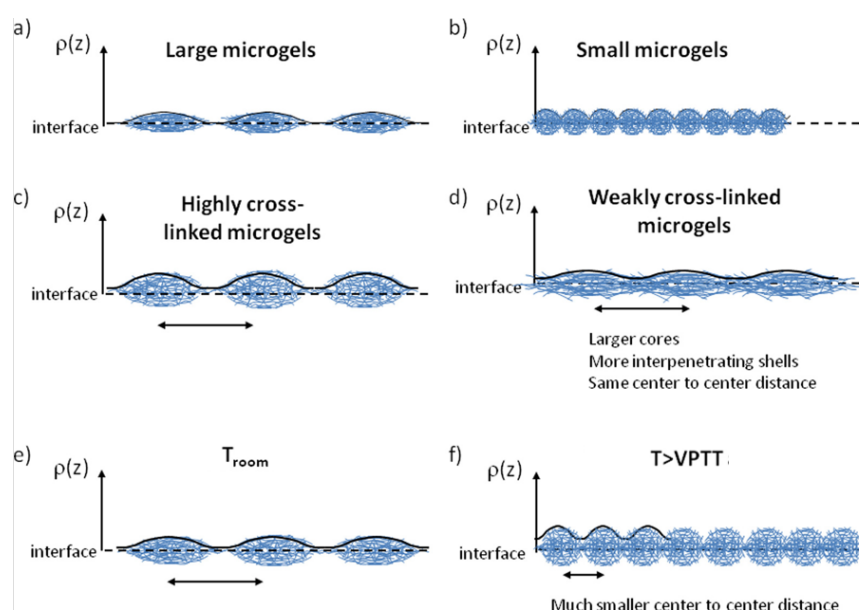 a)
ρ(z)
Large microgels
interface
b)
ρ(z)
Small microgels
interface
c)
ρ(z)
Highly cross-
linked microgels
interface
d)
ρ(z)
Weakly cross-linked
microgels
interface
Larger cores
More interpenetrating shells
Same center to center distance
e)
ρ(z)
Troom
interface
f)
ρ(z)
T>VPTT
interface
Much smaller center to center distance